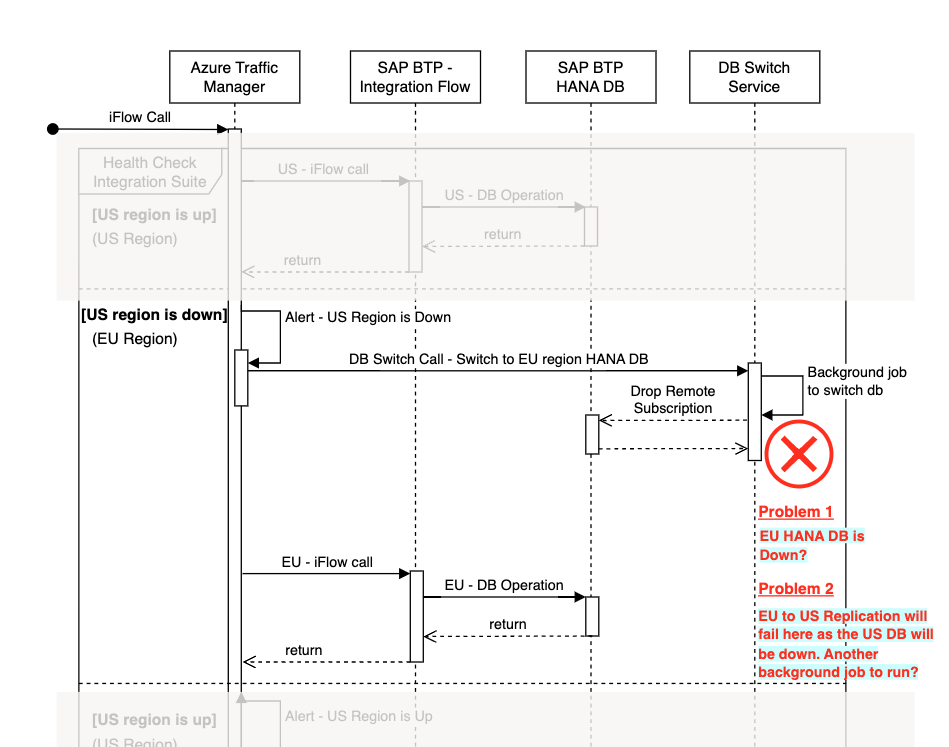 Azure Traffic
Manager
SAP BTP -
Integration Flow
SAP BTP
HANA DB
DB Switch
Service
iFlow Call
Health Check
Integration Suite
US - iFlow call
US - DB Operation
[US region is up]
(US Region)
return
return
[US region is down]
(EU Region)
Alert - US Region is Down
DB Switch Call - Switch to EU region HANA DB
Background job
to switch db
Drop Remote
Subscription
Problem 1
EU HANA DB is
Down?
EU - iFlow call
EU - DB Operation
Problem 2
EU to US Replication will
fail here as the US DB will
be down. Another
background job to run?
return
return
[US region is up]
(US Region)
Alert - US Region is Up